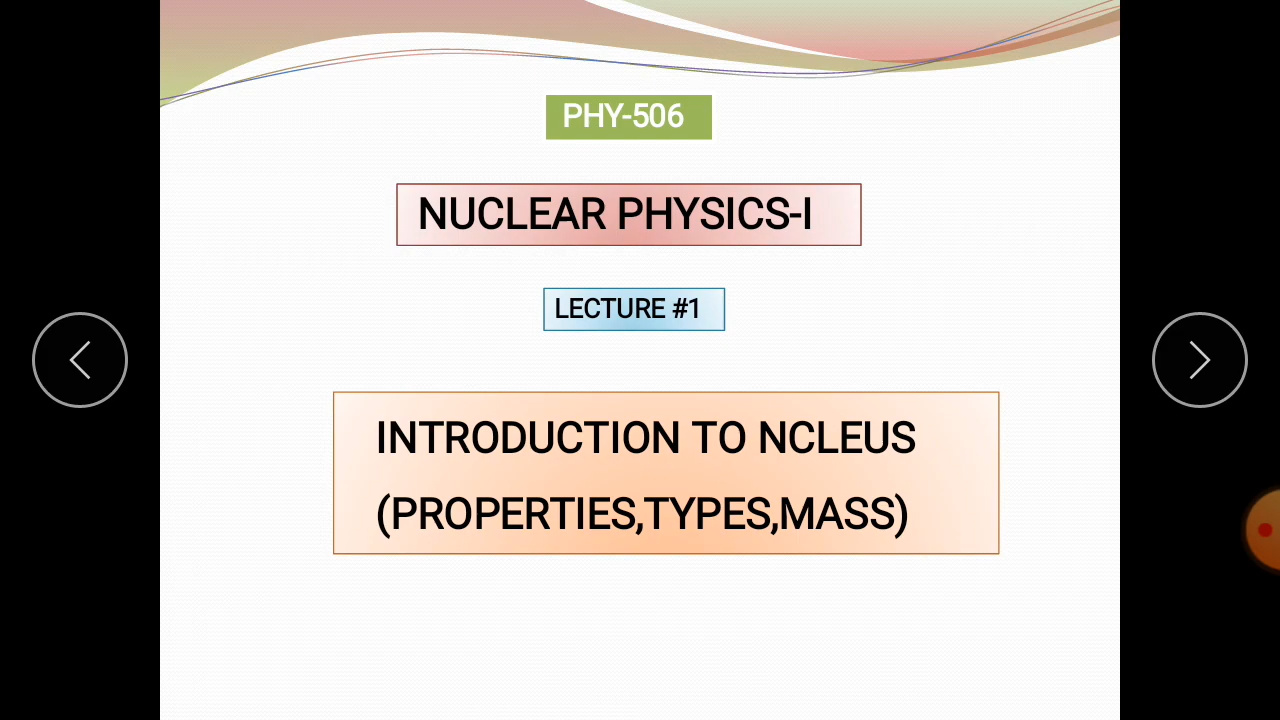 PHY-506
NUCLEAR PHYSICS-I
LECTURE #1
INTRODUCTION TO NCLEUS
(PROPERTIES,TYPES,MASS)